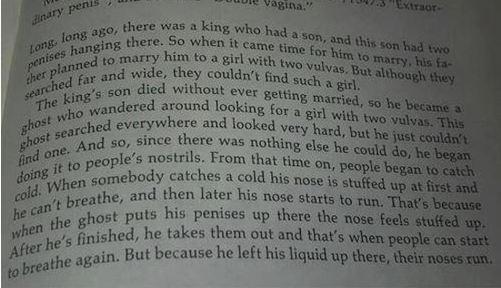 dinary penis", "Double vagina." 1547.3 "Extraor-
Long, long ago, there was a king who had a son, and this son had two
penises hanging there. So when it came time for him to marry, his fa-
ther planned to marry him to a girl with two vulvas. But although they
searched far and wide, they couldn't find such a girl.
The king's son died without ever getting married, so he became a
ghost who wandered around looking for a girl with two vulvas. This
ghost searched everywhere and looked very hard, but he just couldn't
find one. And so, since there was nothing else he could do, he began
doing it to people's nostrils. From that time on, people began to catch
cold. When somebody catches a cold his nose is stuffed up at first and
he can't breathe, and then later his nose starts to run. That's because
when the ghost puts his penises up there the nose feels stuffed up.
After he's finished, he takes them out and that's when people can start
to breathe again. But because he left his liquid up there, their noses run.